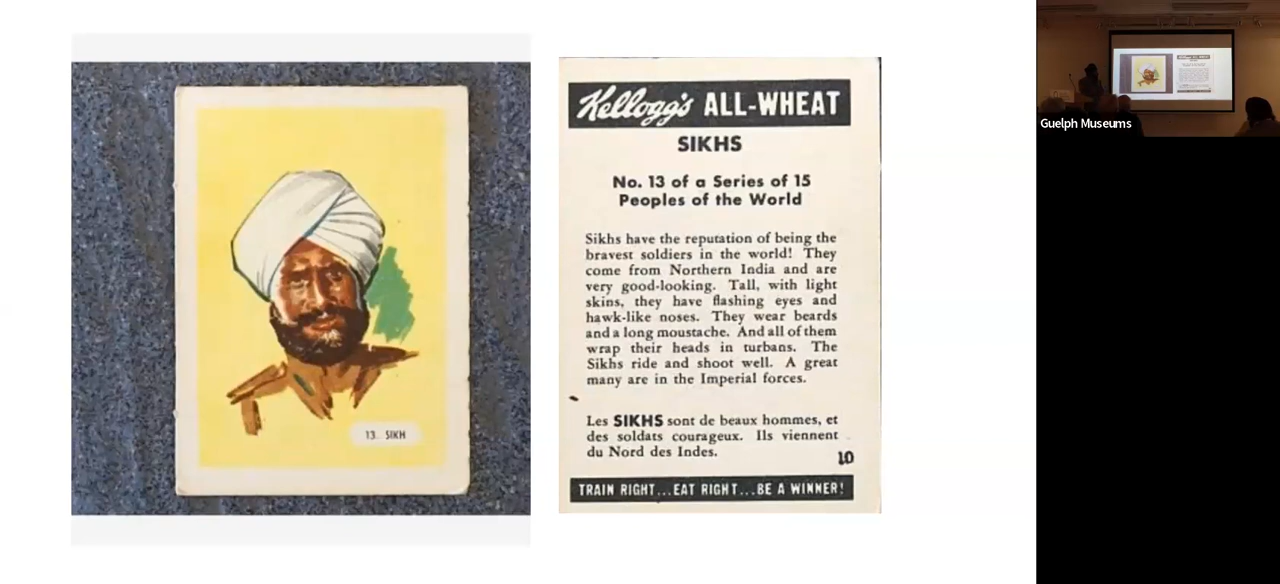 13. SIKH
Kellogg's ALL-WHEAT
SIKHS
No. 13 of a Series of 15
Peoples of the World
Sikhs have the reputation of being the
bravest soldiers in the world! They
come from Northern India and are
very good-looking. Tall, with light
skins, they have flashing eyes and
hawk-like noses. They wear beards
and a long moustache. And all of them
wrap their heads in turbans. The
Sikhs ride and shoot well. A great
many are in the Imperial forces.
Les SIKHS sont de beaux hommes, et
des soldats courageux. Ils viennent
du Nord des Indes.
10
TRAIN RIGHT...EAT RIGHT...BE A WINNER!
Guelph Museums